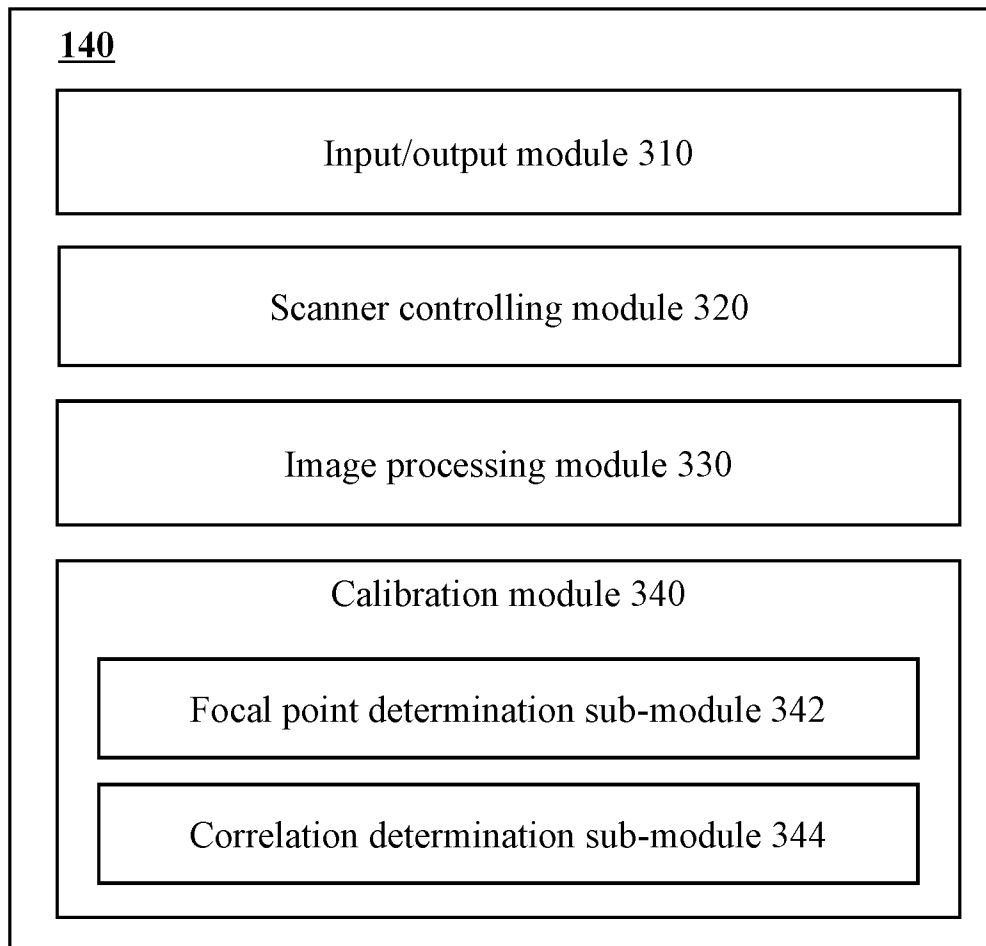 140
Input/output module 310
Scanner controlling module 320
Image processing module 330
Calibration module 340
Focal point determination sub-module 342
Correlation determination sub-module 344